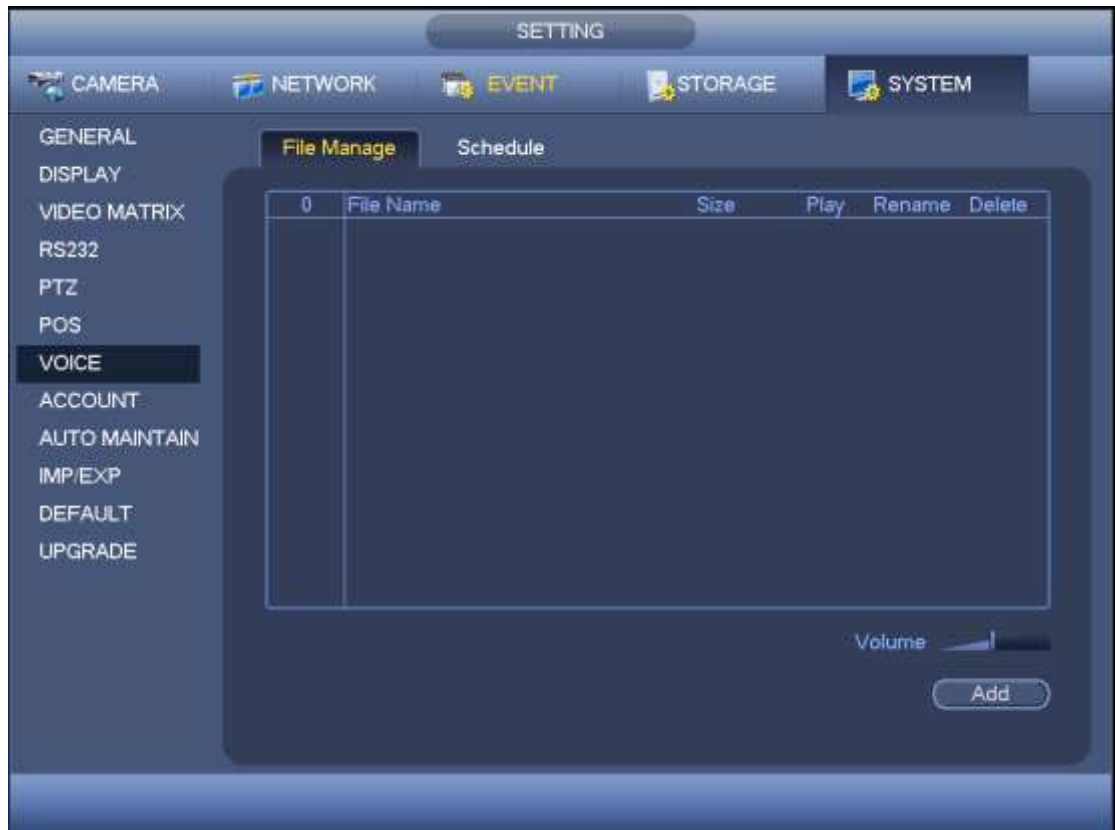 SETTING
CAMERA NETWORK EVENT STORAGE SYSTEM
GENERAL
DISPLAY
VIDEO MATRIX
RS232
PTZ
POS
VOICE
ACCOUNT
AUTO MAINTAIN
IMP/EXP
DEFAULT
UPGRADE
File Manage Schedule
0 File Name Size Play Rename Delete
Volume
Add